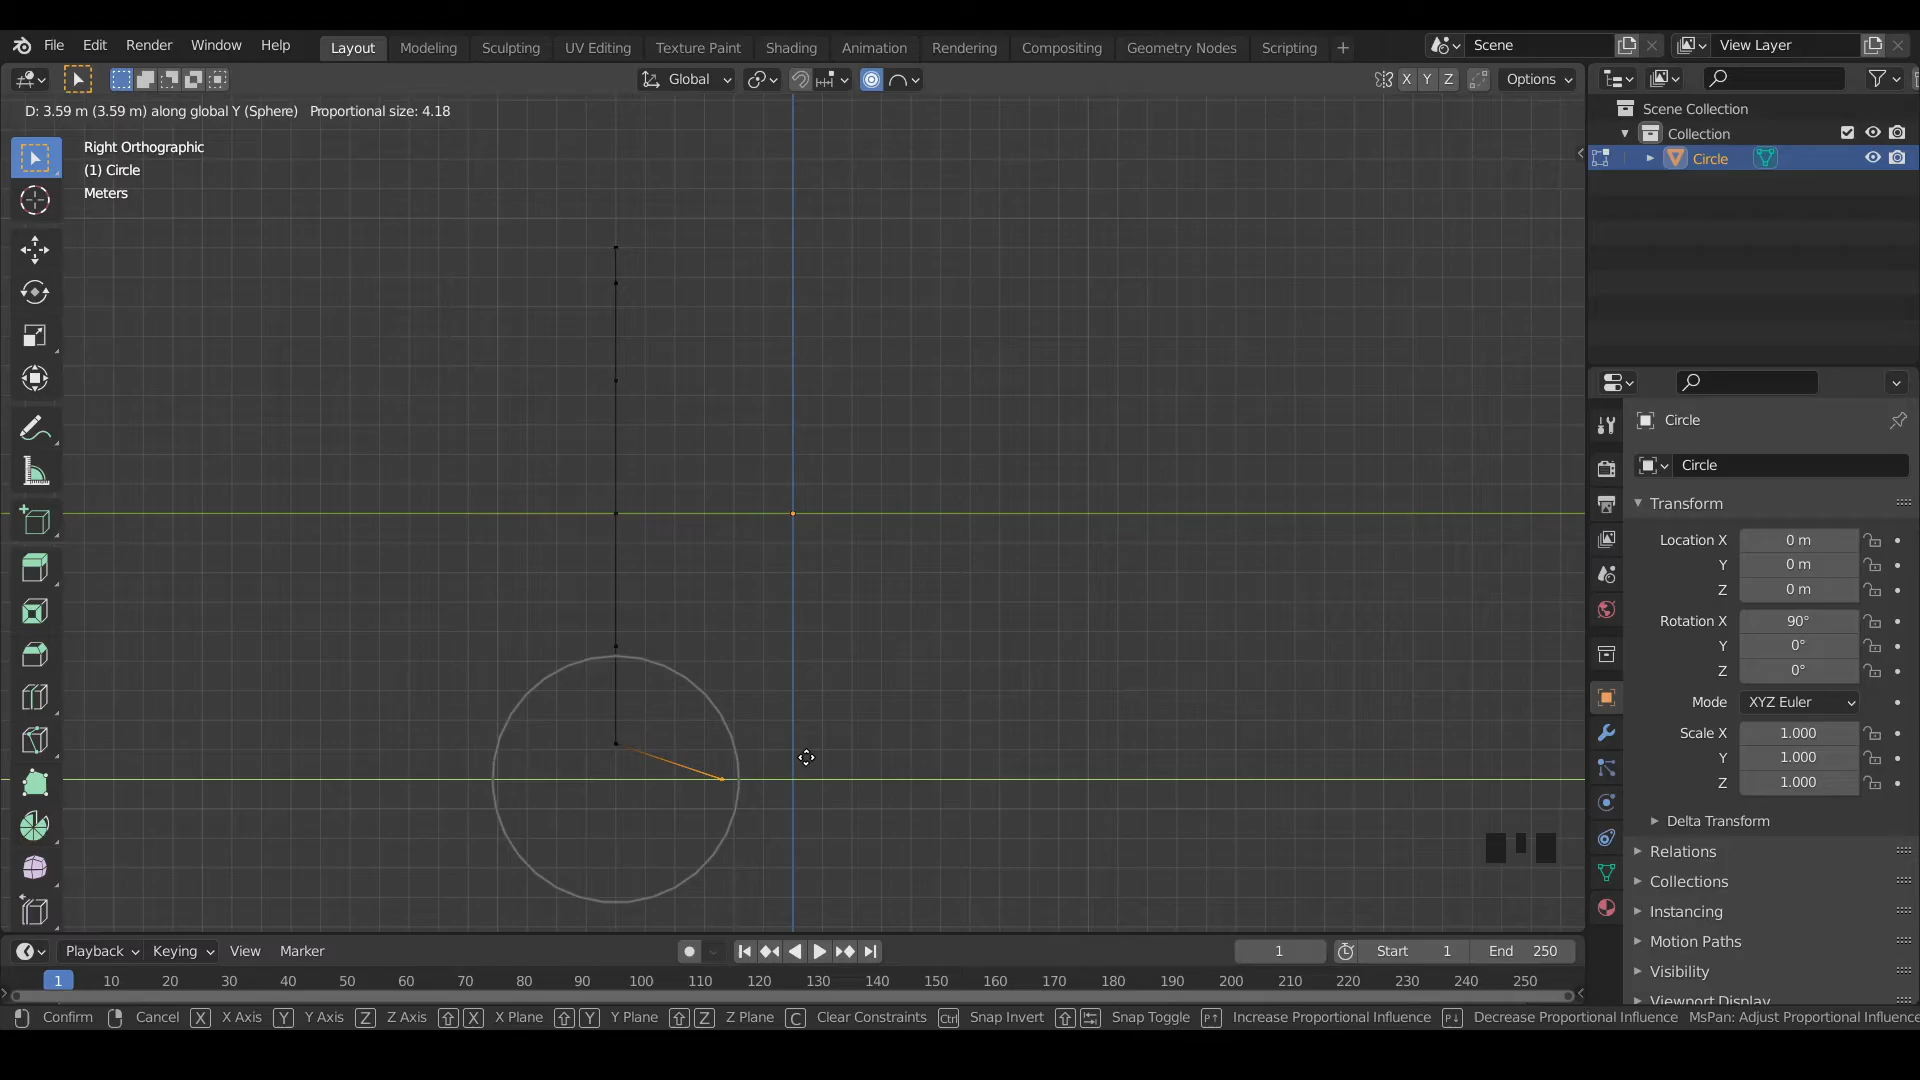 File Edit Render Window Help Layout Modeling Sculpting UV Editing Texture Paint Shading Animation Rendering Compositing Geometry Nodes Scripting + Scene View Layer
Global X Y Z Options
D: 3.59 m (3.59 m) along global Y (Sphere) Proportional size: 4.18
Right Orthographic
(1) Circle
Meters
Scene Collection
Collection
Circle
Circle
Circle
Transform
Location X 0 m
Y 0 m
Z 0 m
Rotation X 90°
Y 0°
Z 0°
Mode XYZ Euler
Scale X 1.000
Y 1.000
Z 1.000
Delta Transform
Relations
Collections
Instancing
Motion Paths
Visibility
Viewport Display
Playback Keying View Marker 1 Start 1 End 250
1 10 20 30 40 50 60 70 80 90 100 110 120 130 140 150 160 170 180 190 200 210 220 230 240 250
Confirm Cancel X X Axis Y Y Axis Z Z Axis X X Plane Y Y Plane Z Z Plane C Clear Constraints Ctrl Snap Invert Snap Toggle P↑ Increase Proportional Influence P↓ Decrease Proportional Influence MsPan: Adjust Proportional Influence